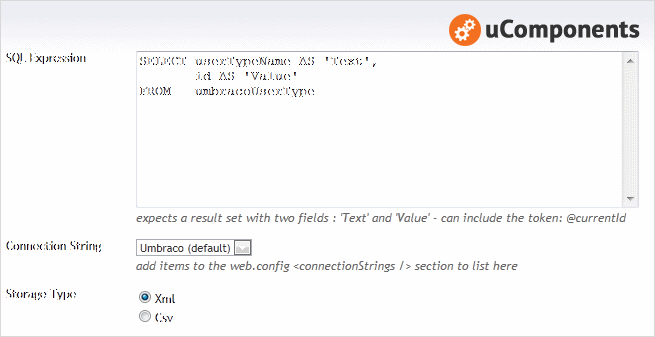 uComponents
SQL Expression
SELECT userTypeName AS 'Text',
id AS 'Value'
FROM umbracoUserType
expects a result set with two fields : 'Text' and 'Value' - can include the token: @currentId
Connection String
Umbraco (default)
add items to the web.config <connectionStrings /> section to list here
Storage Type
Xml
Csv